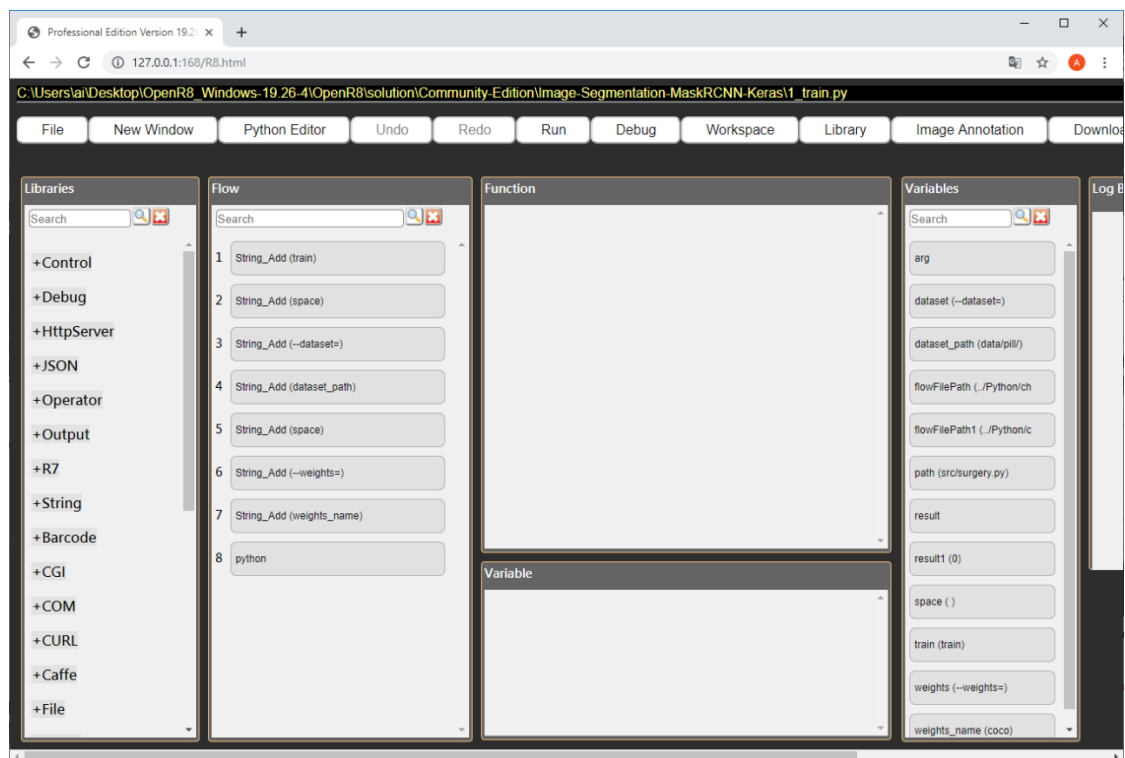 Professional Edition Version 19.2
127.0.0.1:168/R8.html
A
C:\Users\ai\Desktop\OpenR8_Windows-19.26-4\OpenR8\solution\Community-Edition\Image-Segmentation-MaskRCNN-Keras\1_train.py
File New Window Python Editor Undo Redo Run Debug Workspace Library Image Annotation Downloa
Libraries
Search
+Control
+Debug
+HttpServer
+JSON
+Operator
+Output
+R7
+String
+Barcode
+CGI
+COM
+CURL
+Caffe
+File
Flow
Search
1 String_Add (train)
2 String_Add (space)
3 String_Add (--dataset=)
4 String_Add (dataset_path)
5 String_Add (space)
6 String_Add (--weights=)
7 String_Add (weights_name)
8 python
Function
Variable
Variables
Search
arg
dataset (--dataset=)
dataset_path (data/pill/)
flowFilePath (../Python/ch
flowFilePath1 (../Python/c
path (src/surgery.py)
result
result1 (0)
space ( )
train (train)
weights (--weights=)
weights_name (coco)
Log B